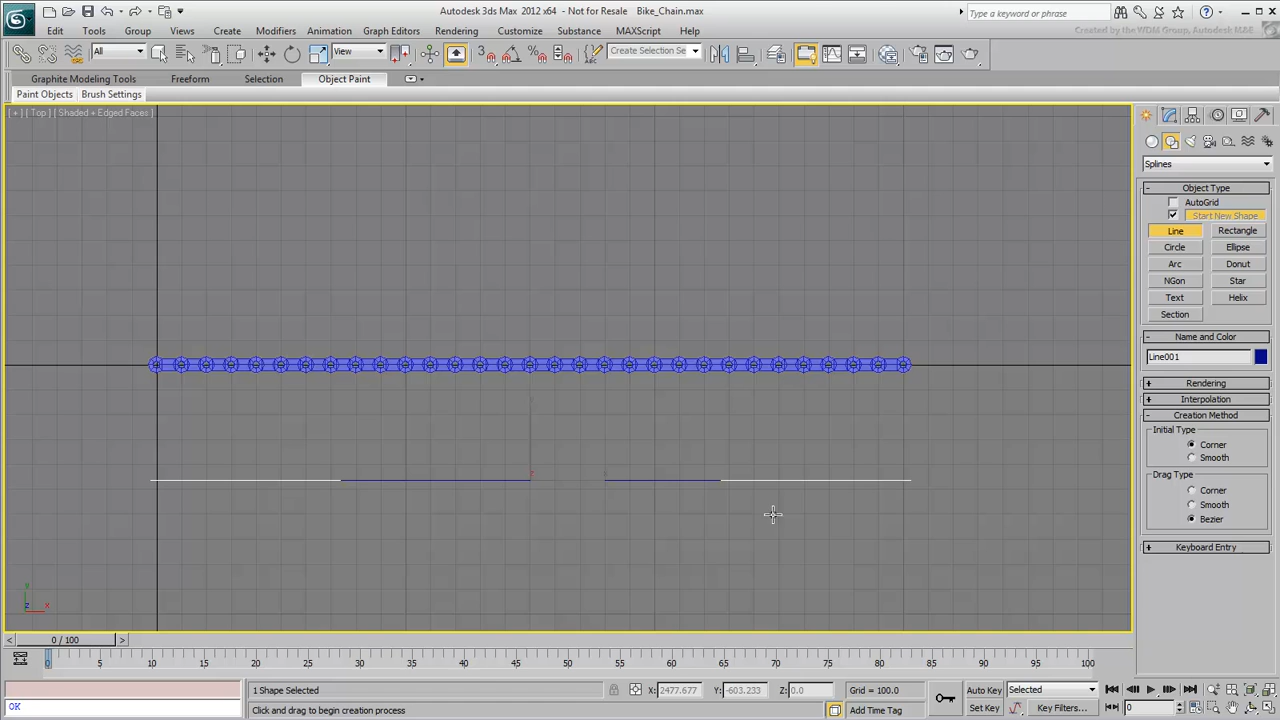 Autodesk 3ds Max 2012 x64 - Not for Resale Bike_Chain.max
Type a keyword or phrase
Edit Tools Group Views Create Modifiers Animation Graph Editors Rendering Customize Substance MAXScript Help
Created by the WDM Group, Autodesk M&E
All View Create Selection Se
Graphite Modeling Tools Freeform Selection Object Paint
Paint Objects Brush Settings
[ + ] [ Top ] [ Shaded + Edged Faces ]
Splines
- Object Type
AutoGrid
Start New Shape
Line Rectangle
Circle Ellipse
Arc Donut
NGon Star
Text Helix
Section
- Name and Color
Line001
+ Rendering
+ Interpolation
- Creation Method
Initial Type
Corner
Smooth
Drag Type
Corner
Smooth
Bezier
+ Keyboard Entry
< 0 / 100 >
0 5 10 15 20 25 30 35 40 45 50 55 60 65 70 75 80 85 90 95 100
1 Shape Selected X: 2477.677 Y: -603.233 Z: 0.0 Grid = 100.0 Auto Key Selected
OK Click and drag to begin creation process Add Time Tag Set Key Key Filters... 0